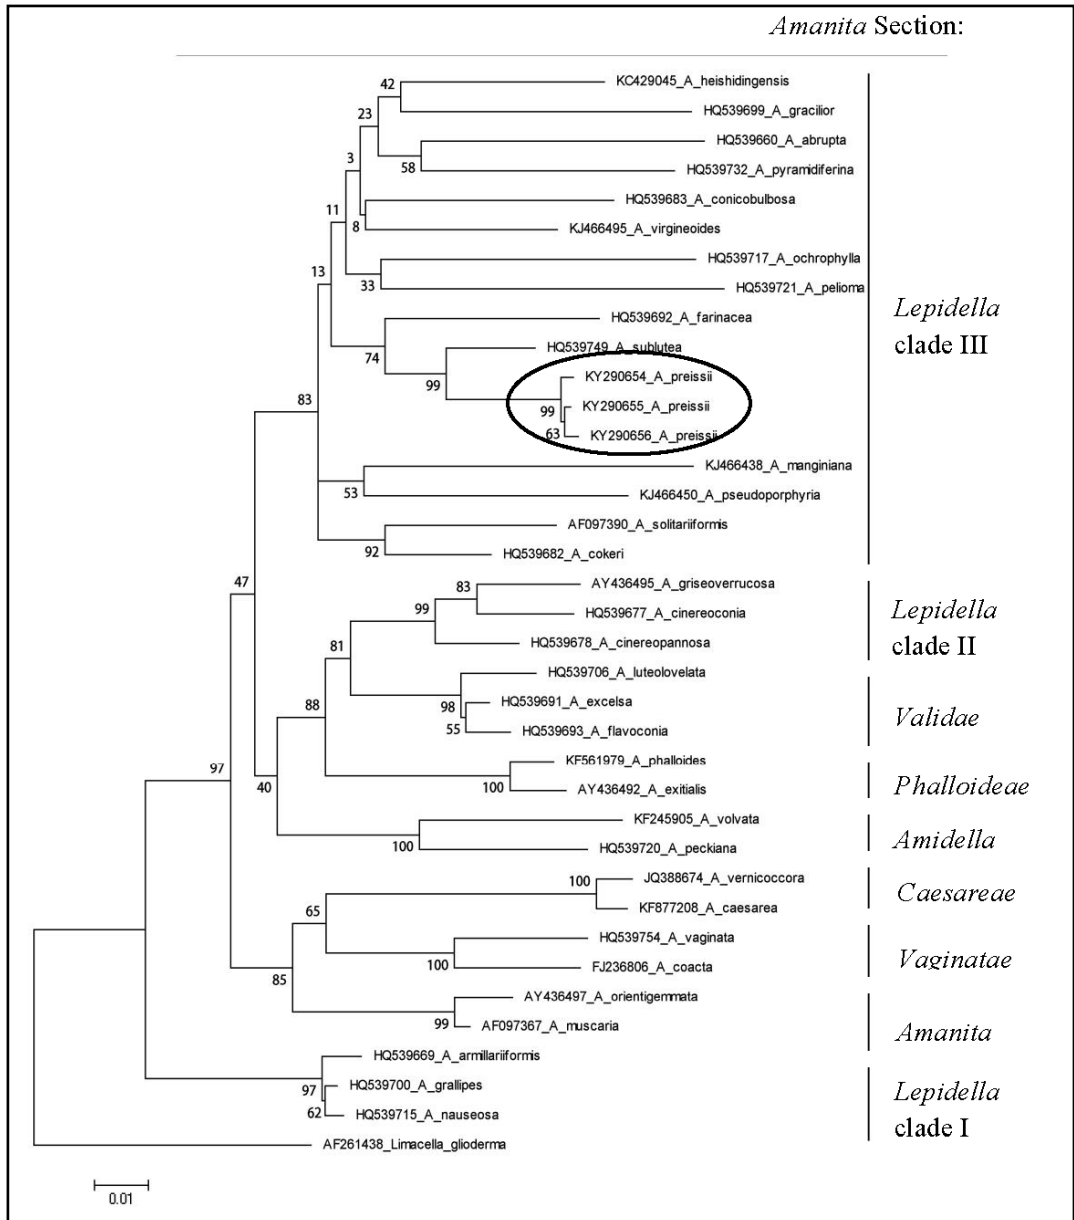 Amanita Section:
42
KC429045_A_heishidingensis
HQ539699_A_gracilior
23
HQ539660_A_abrupta
58
HQ539732_A_pyramidiferina
3
HQ539683_A_conicobulbosa
11
8
KJ466495_A_virgineoides
HQ539717_A_ochrophylla
13
33
HQ539721_A_pelioma
HQ539692_A_farinacea
Lepidella
clade III
74
HQ539749_A_sublutea
99
KY290654_A_preissii
83
99
KY290655_A_preissii
63
KY290656_A_preissii
KJ466438_A_manginiana
53
KJ466450_A_pseudoporphyria
AF097390_A_solitariiformis
92
HQ539682_A_cokeri
47
83
AY436495_A_griseoverrucosa
99
HQ539677_A_cinereoconia
Lepidella
clade II
81
HQ539678_A_cinereopannosa
HQ539706_A_luteolovelata
88
98
HQ539691_A_excelsa
Validae
55
HQ539693_A_flavoconia
97
KF561979_A_phalloides
40
100
AY436492_A_exitialis
Phalloideae
KF245905_A_volvata
100
HQ539720_A_peckiana
Amidella
100
JQ388674_A_vernicoccora
Caesareae
65
KF877208_A_caesarea
HQ539754_A_vaginata
100
FJ236806_A_coacta
Vaginatae
85
AY436497_A_orientigemmata
99
AF097367_A_muscaria
Amanita
HQ539669_A_armillariiformis
97
HQ539700_A_grallipes
Lepidella
clade I
62
HQ539715_A_nauseosa
AF261438_Limacella_glioderma
0.01